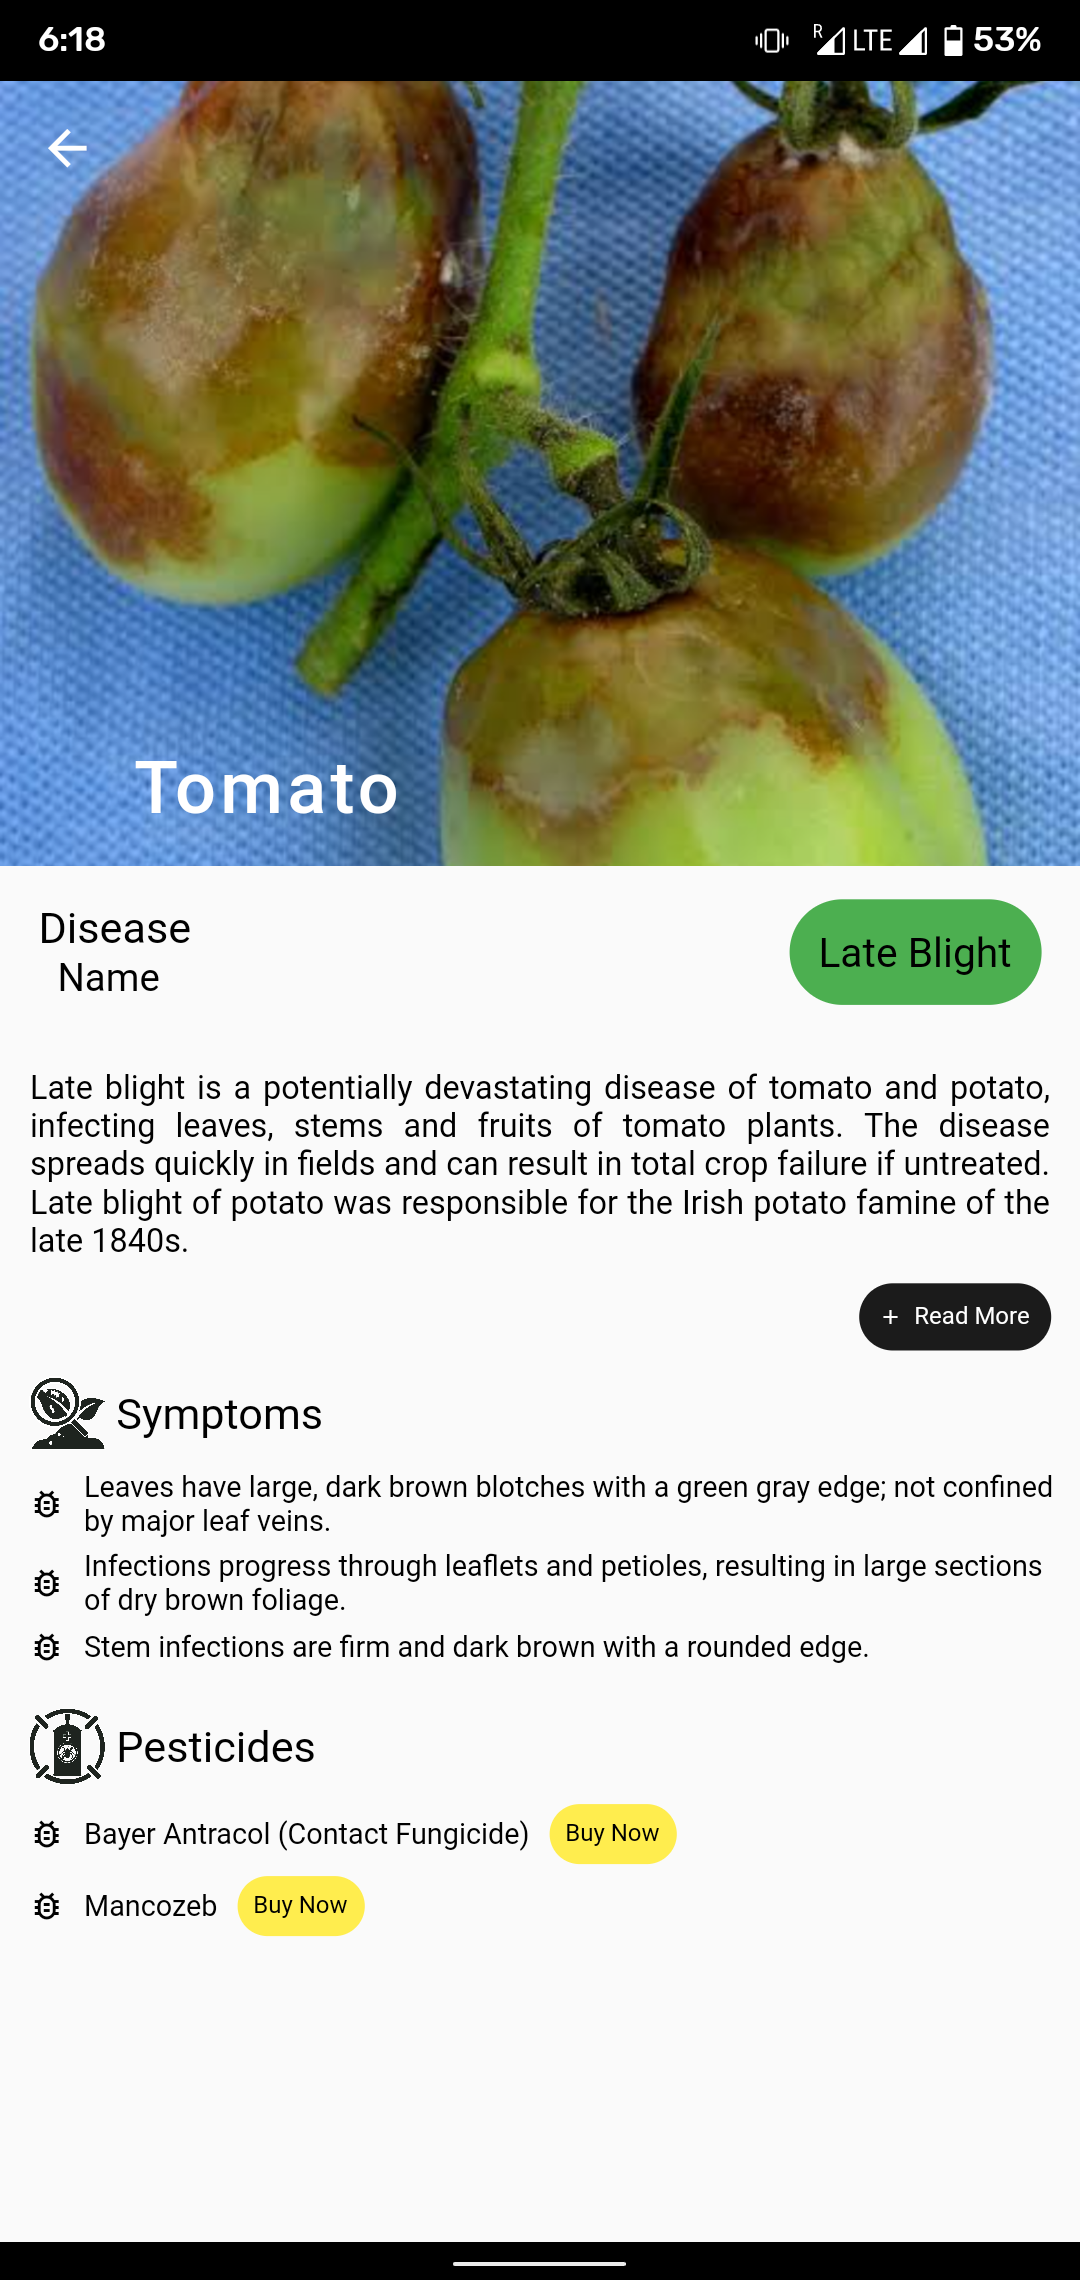 6:18
R LTE 53%
Tomato
Disease
Name
Late Blight
Late blight is a potentially devastating disease of tomato and potato,
infecting leaves, stems and fruits of tomato plants. The disease
spreads quickly in fields and can result in total crop failure if untreated.
Late blight of potato was responsible for the Irish potato famine of the
late 1840s.
+ Read More
Symptoms
Leaves have large, dark brown blotches with a green gray edge; not confined
by major leaf veins.
Infections progress through leaflets and petioles, resulting in large sections
of dry brown foliage.
Stem infections are firm and dark brown with a rounded edge.
Pesticides
Bayer Antracol (Contact Fungicide) Buy Now
Mancozeb Buy Now